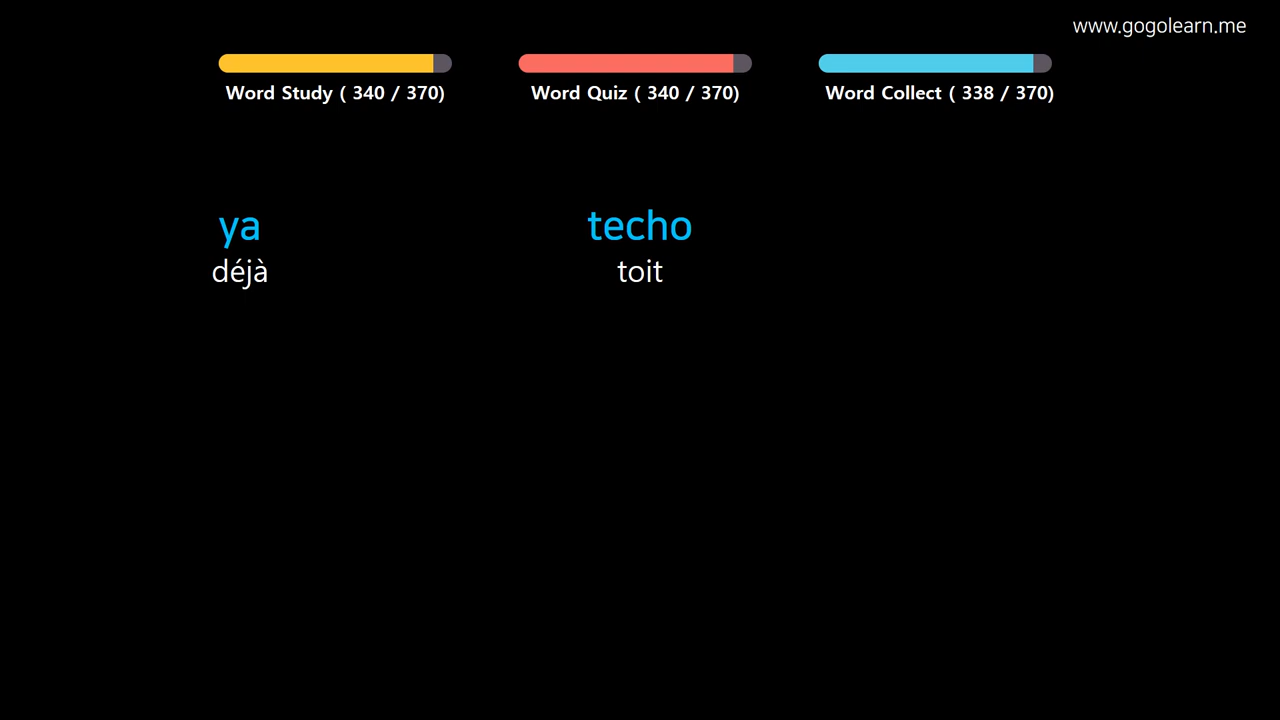 www.gogolearn.me
Word Study ( 340 / 370)
Word Quiz ( 340 / 370)
Word Collect ( 338 / 370)
ya
déjà
techo
toit